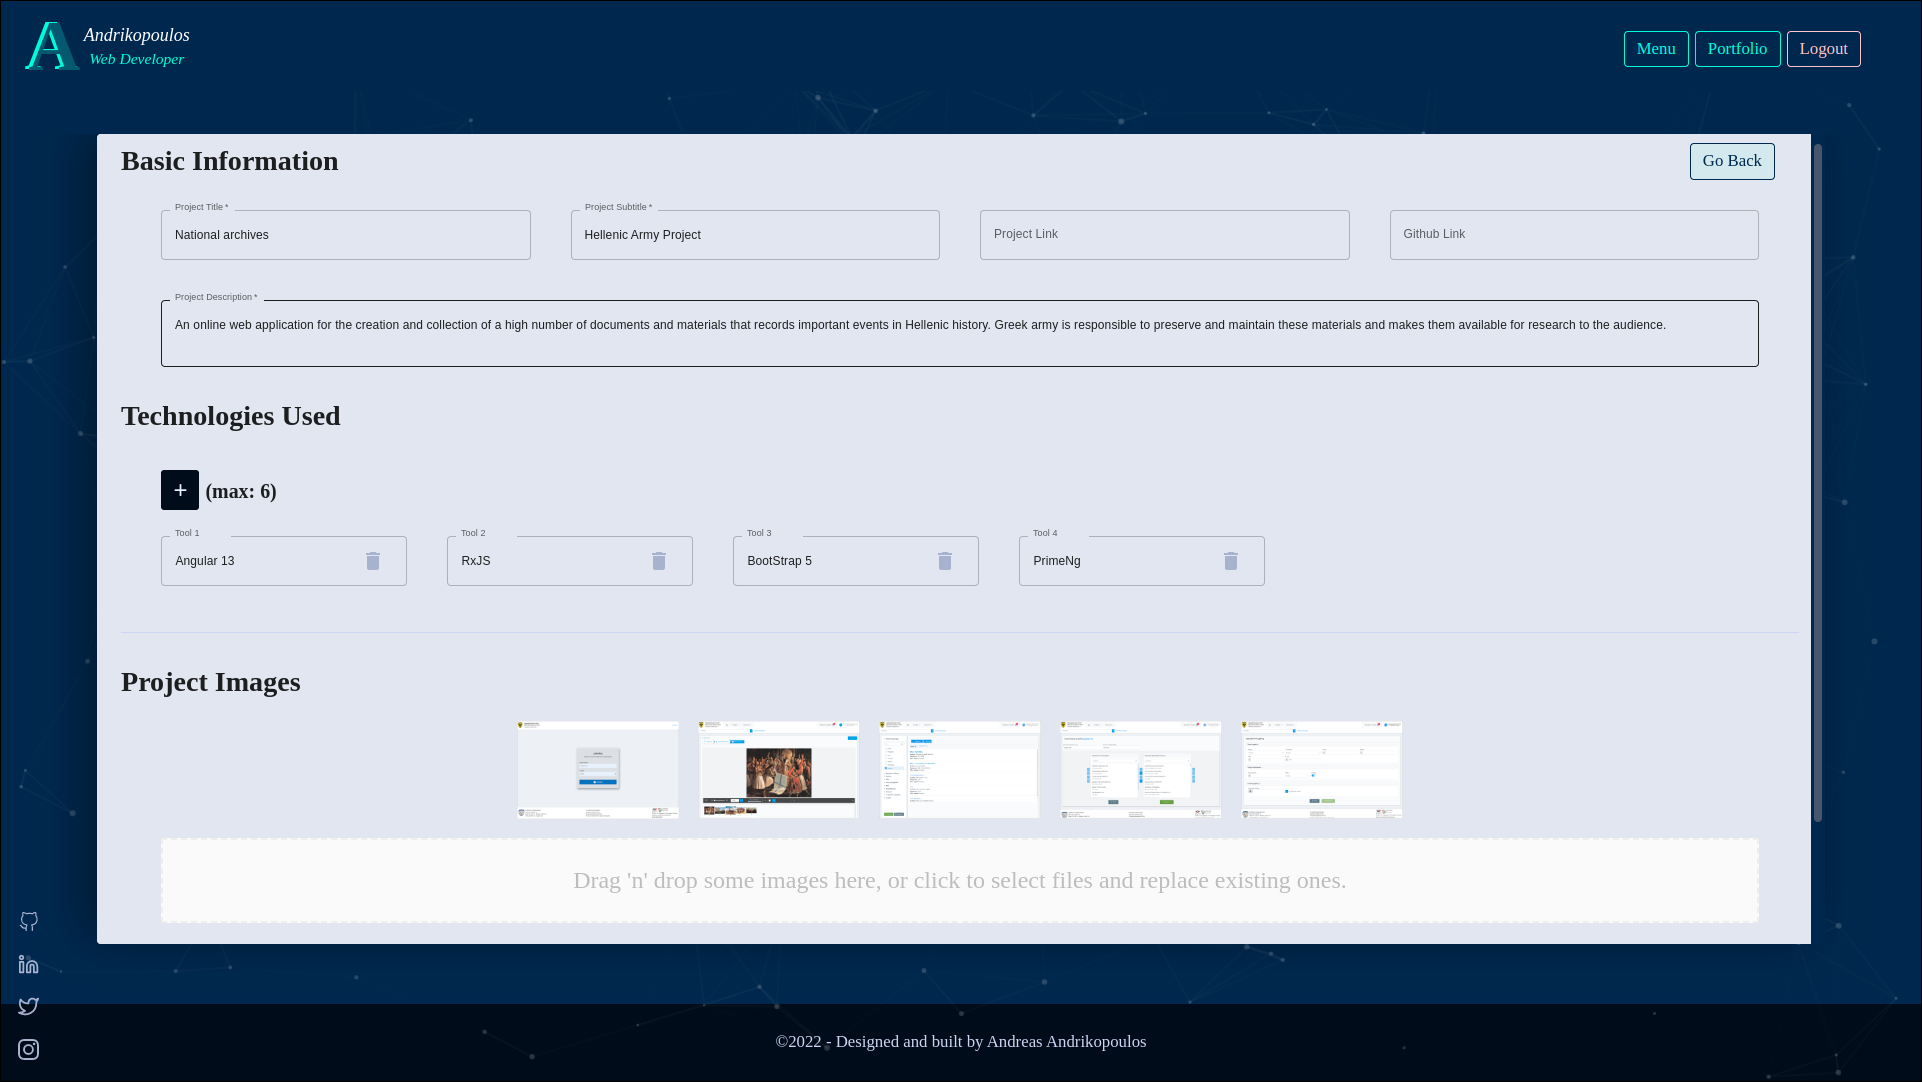 Andrikopoulos
Web Developer
Menu
Portfolio
Logout
Basic Information
Go Back
Project Title *
National archives
Project Subtitle *
Hellenic Army Project
Project Link
Github Link
Project Description *
An online web application for the creation and collection of a high number of documents and materials that records important events in Hellenic history. Greek army is responsible to preserve and maintain these materials and makes them available for research to the audience.
Technologies Used
+ (max: 6)
Tool 1
Angular 13
Tool 2
RxJS
Tool 3
BootStrap 5
Tool 4
PrimeNg
Project Images
Drag 'n' drop some images here, or click to select files and replace existing ones.
©2022 - Designed and built by Andreas Andrikopoulos